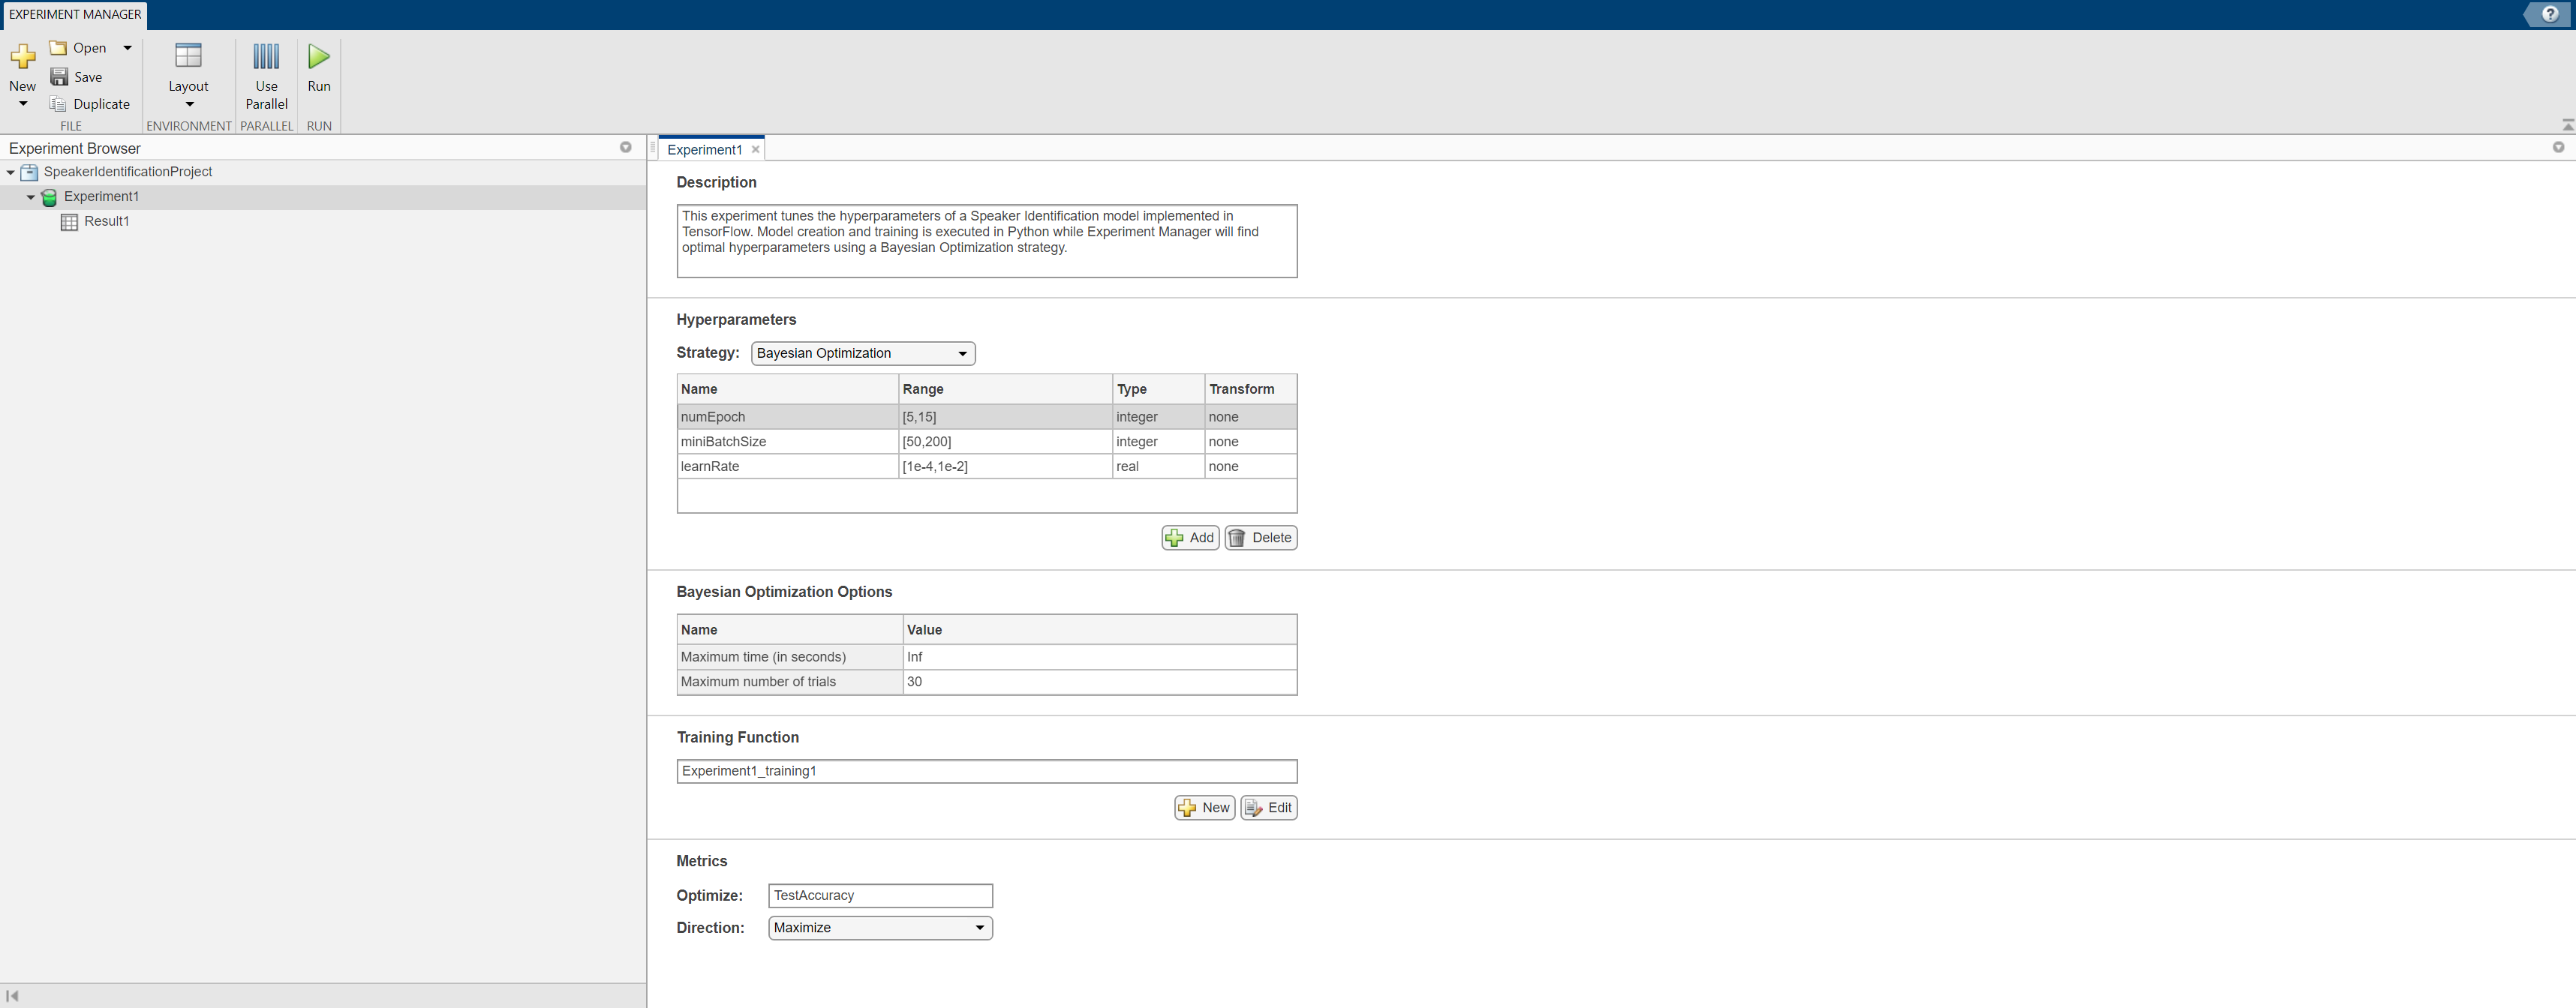 EXPERIMENT MANAGER
?
New
Open
Save
Duplicate
FILE
Layout
ENVIRONMENT
Use
Parallel
PARALLEL
Run
RUN
Experiment Browser
SpeakerIdentificationProject
Experiment1
Result1
Experiment1
Description
This experiment tunes the hyperparameters of a Speaker Identification model implemented in
TensorFlow. Model creation and training is executed in Python while Experiment Manager will find
optimal hyperparameters using a Bayesian Optimization strategy.
Hyperparameters
Strategy: Bayesian Optimization
Name Range Type Transform
numEpoch [5,15] integer none
miniBatchSize [50,200] integer none
learnRate [1e-4,1e-2] real none
Add Delete
Bayesian Optimization Options
Name Value
Maximum time (in seconds) Inf
Maximum number of trials 30
Training Function
Experiment1_training1
New Edit
Metrics
Optimize: TestAccuracy
Direction: Maximize